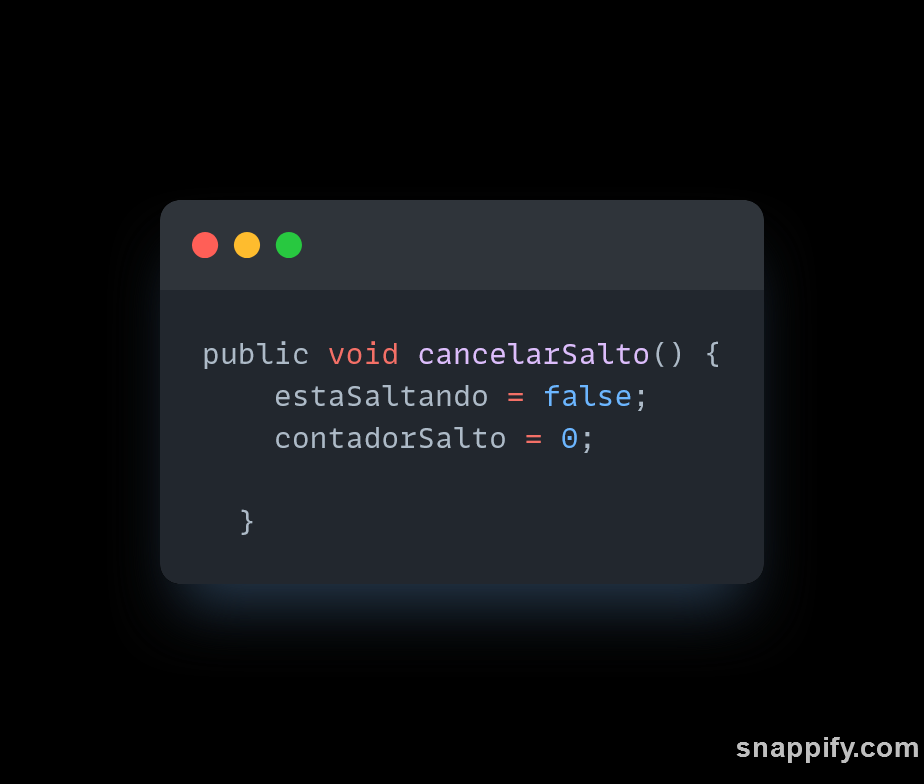 public void cancelarSalto() {
    estaSaltando = false;
    contadorSalto = 0;

  }
snappify.com